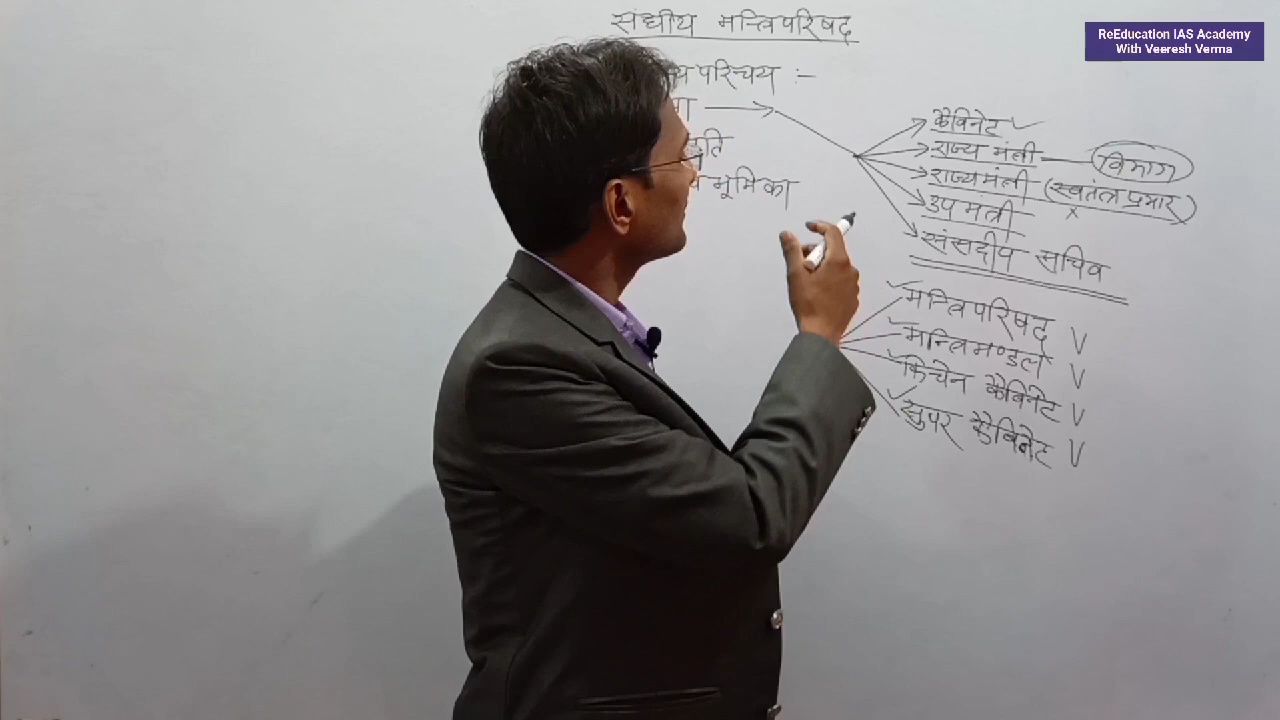 संघीय मन्त्रिपरिषद
ReEducation IAS Academy
With Veeresh Verma
परिचय :-
कैबिनेट
राज्य मंत्री विभाग
राज्यमंत्री (स्वतंत्र प्रभार)
उप मंत्री
संसदीय सचिव
भूमिका
मन्त्रिपरिषद
मन्त्रिमण्डल
किचेन कैबिनेट
सुपर कैबिनेट